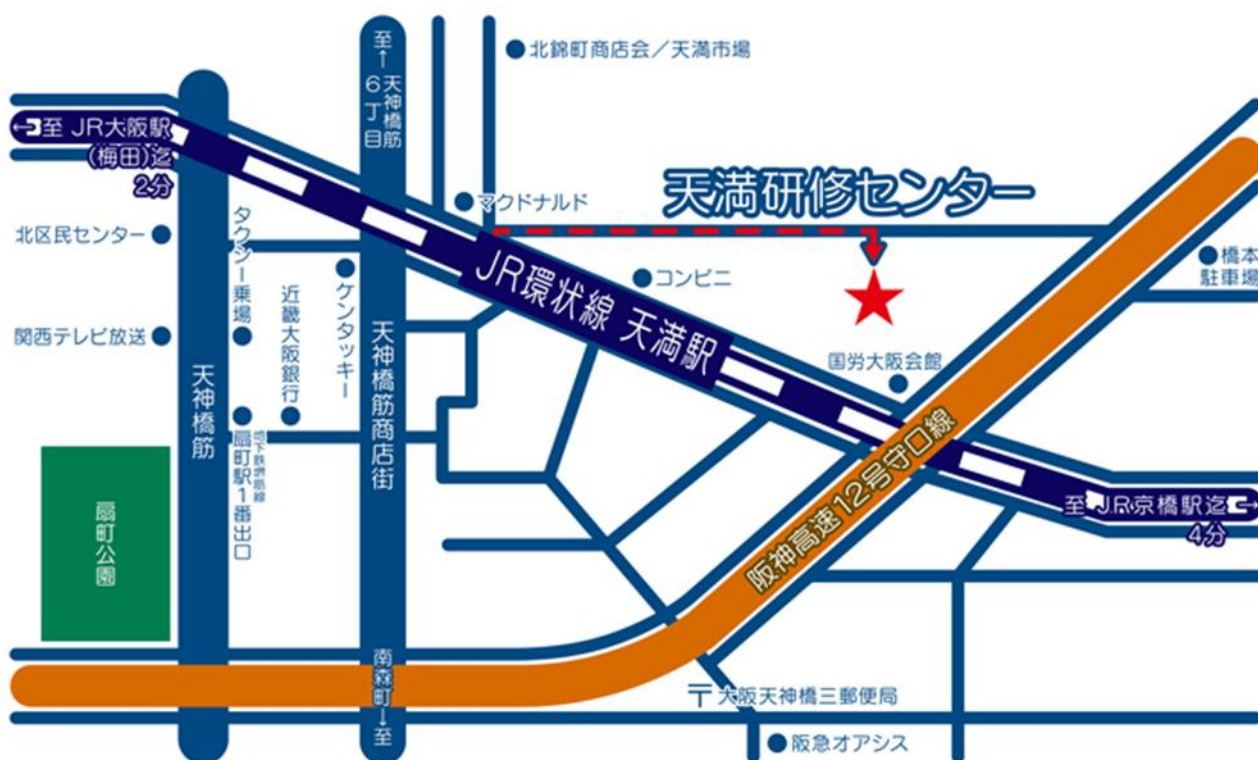 北錦町商店会／天満市場
至↑
天神橋筋
6丁目
至 JR大阪駅
(梅田)迄
2分
天満研修センター
マクドナルド
北区民センター
タクシー乗場
JR環状線 天満駅
コンビニ
橋本
駐車場
ケンタッキー
近畿大阪銀行
関西テレビ放送
天神橋筋
天神橋筋商店街
国労大阪会館
地下鉄堺筋線
扇町駅1番出口
阪神高速12号守口線
至 JR京橋駅迄
4分
扇町公園
南森町↓至
〒大阪天神橋三郵便局
阪急オアシス